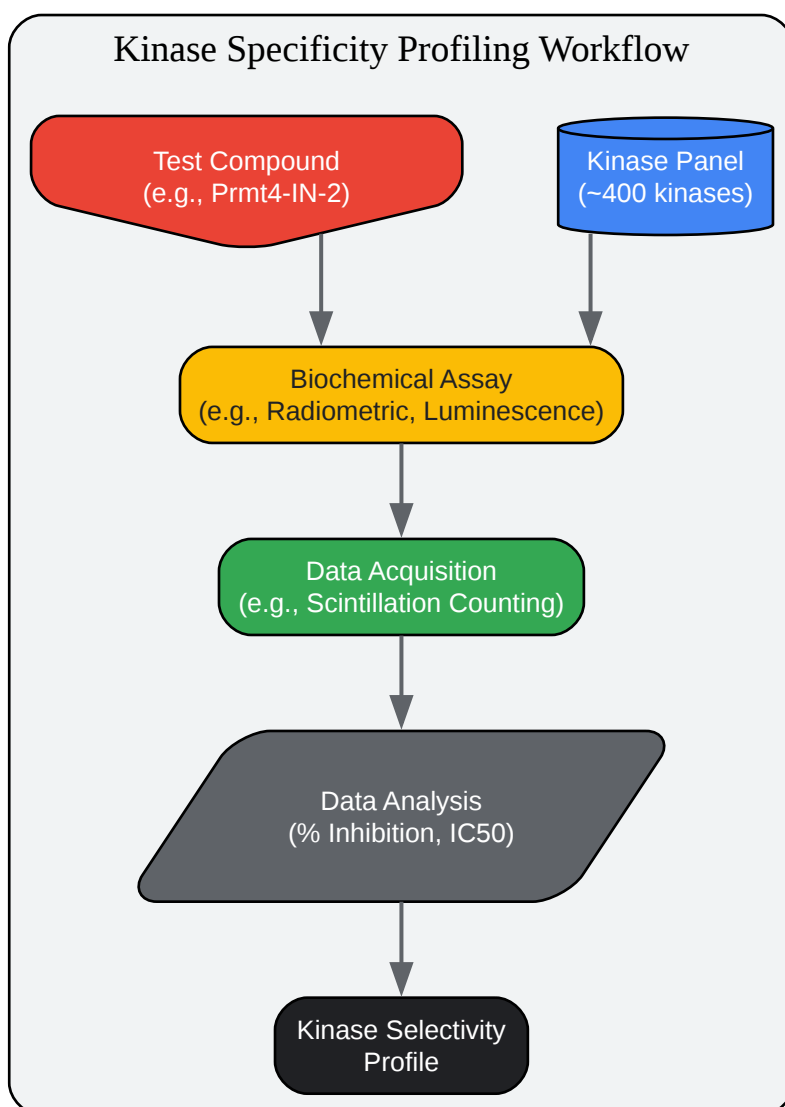 Kinase Specificity Profiling Workflow
Test Compound
(e.g., Prmt4-IN-2)
Kinase Panel
(~400 kinases)
Biochemical Assay
(e.g., Radiometric, Luminescence)
Data Acquisition
(e.g., Scintillation Counting)
Data Analysis
(% Inhibition, IC50)
Kinase Selectivity
Profile